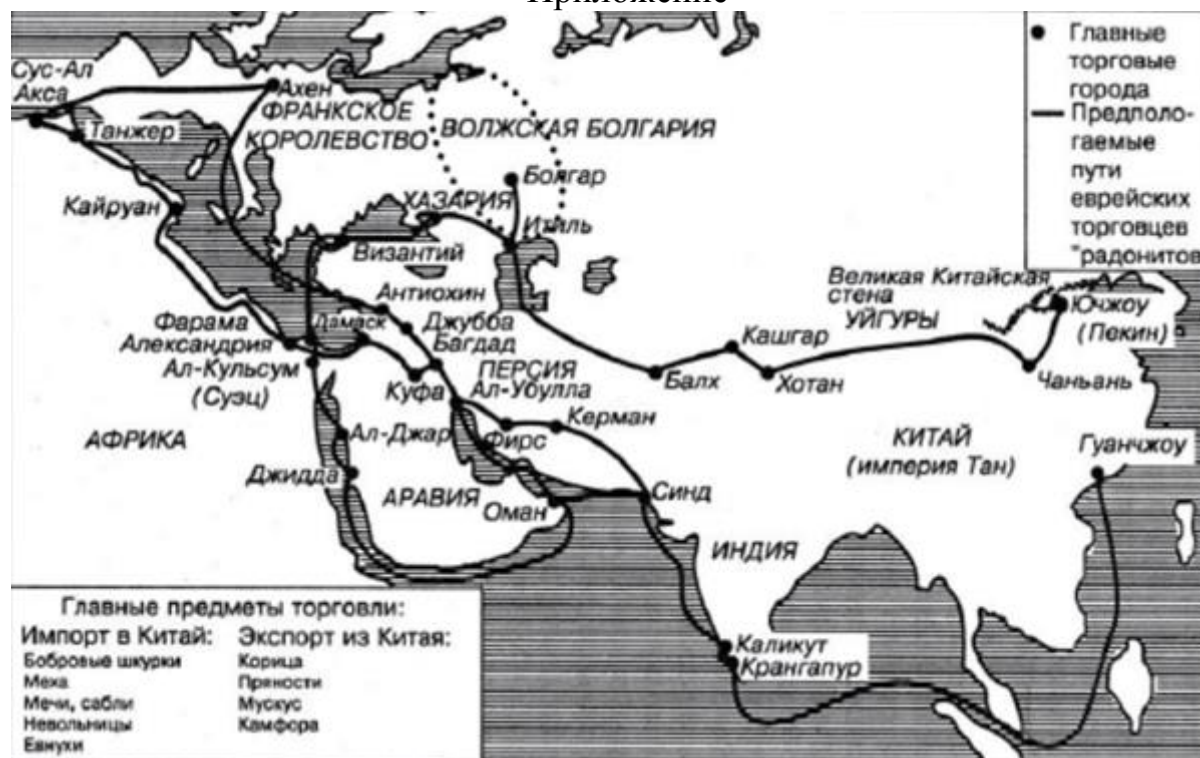 Приложение
Главные
торговые
города
Предполо-
гаемые
пути
еврейских
торговцев
"радонитов
Сус-Ал
Акса
Танжер
Ахен
ФРАНКСКОЕ
КОРОЛЕВСТВО
ВОЛЖСКАЯ БОЛГАРИЯ
Болгар
Кайруан
ХАЗАРИЯ
Итиль
Византий
Великая Китайская
стена
УЙГУРЫ
Ючжоу
(Пекин)
Антиохин
Фарама
Дамаск
Джубба
Александрия
Багдад
Кашгар
Ал-Кульсум
(Суэц)
Куфа
ПЕРСИЯ
Ал-Убулла
Балх
Хотан
Чаньань
Керман
Фирс
АФРИКА
Ал-Джар
КИТАЙ
(империя Тан)
Гуанчжоу
Джидда
АРАВИЯ
Оман
Синд
ИНДИЯ
Каликут
Крангапур
Главные предметы торговли:
Импорт в Китай: Экспорт из Китая:
Бобровые шкурки Корица
Меха Пряности
Мечи, сабли Мускус
Невольницы Камфора
Евнухи